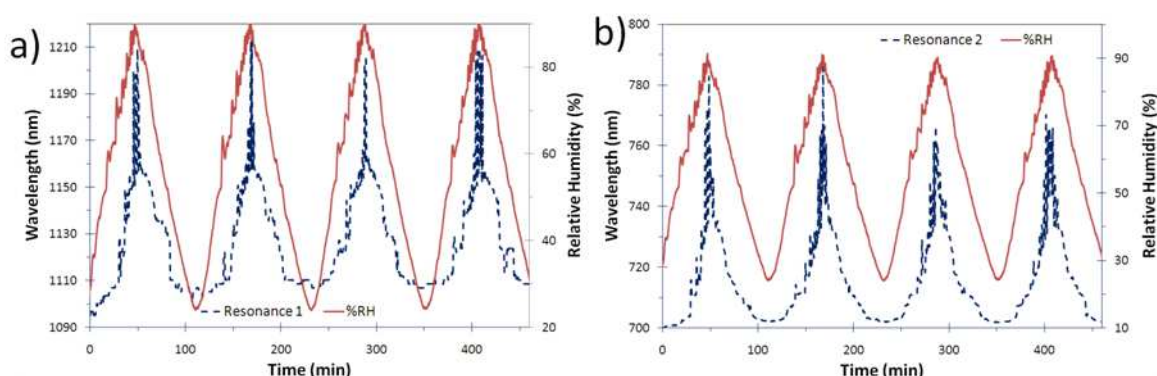 a)
1210
1190
1170
1150
1130
1110
1090
Wavelength (nm)
80
60
40
20
Relative Humidity (%)
Resonance 1
%RH
0
100
200
300
400
Time (min)
b)
800
780
760
740
720
700
Wavelength (nm)
Resonance 2
%RH
90
70
50
30
10
Relative Humidity (%)
0
100
200
300
400
Time (min)